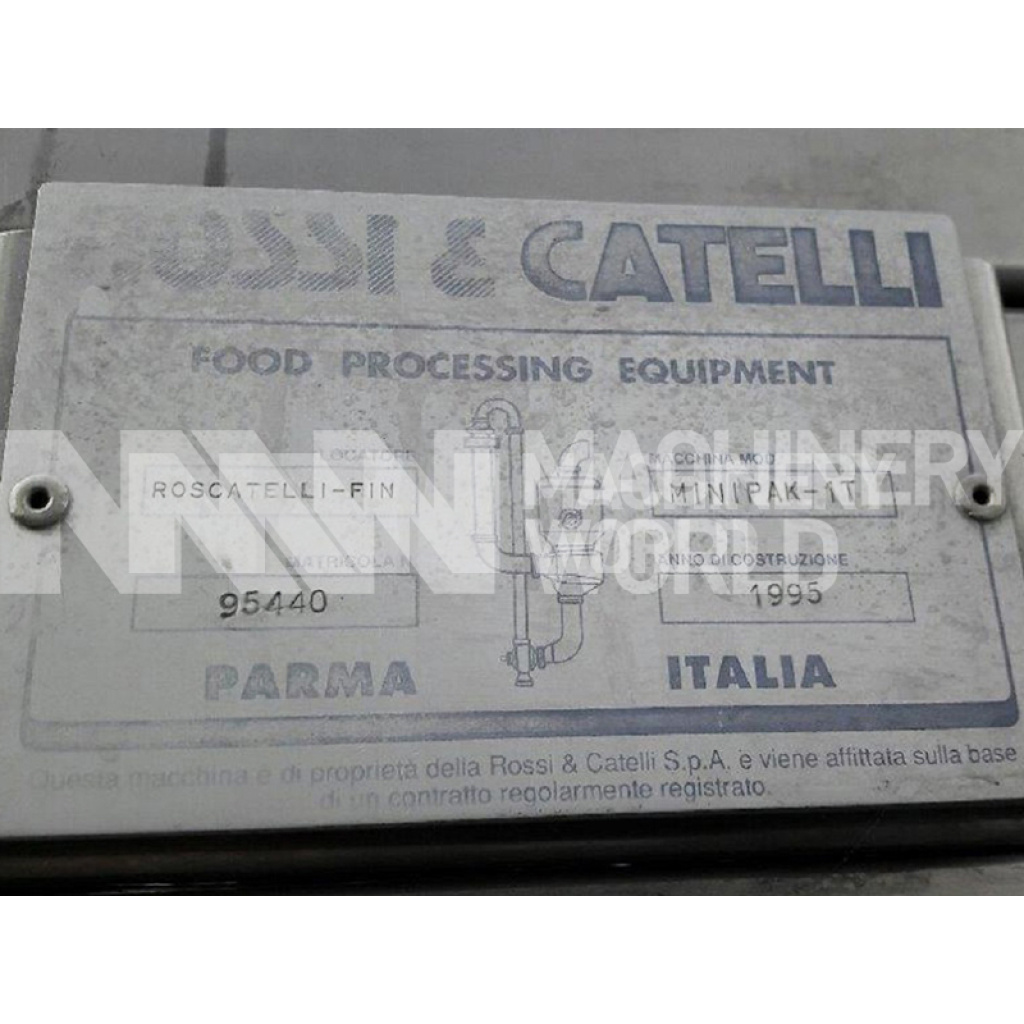 ROSSI & CATELLI
FOOD PROCESSING EQUIPMENT
LOCATORE
MACCHINA MOD
ROSCATELLI-FIN
MINIPAK-1T
MATRICOLA N
ANNO DI COSTRUZIONE
95440
1995
PARMA
ITALIA
Questa macchina e di proprietà della Rossi & Catelli S.p.A. e viene affittata sulla base
di un contratto regolarmente registrato.
MACHINERY
WORLD